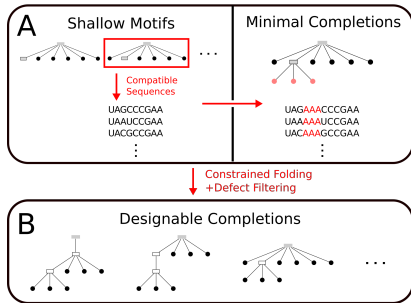 A
Shallow Motifs
Minimal Completions
...
Compatible
Sequences
UAGCCCGAA
UAAUCCGAA
UACGCCGAA
⋮
UAGAAACCCGAA
UAAAAAUCCGAA
UACAAAGCCGAA
⋮
Constrained Folding
+Defect Filtering
B
Designable Completions
...